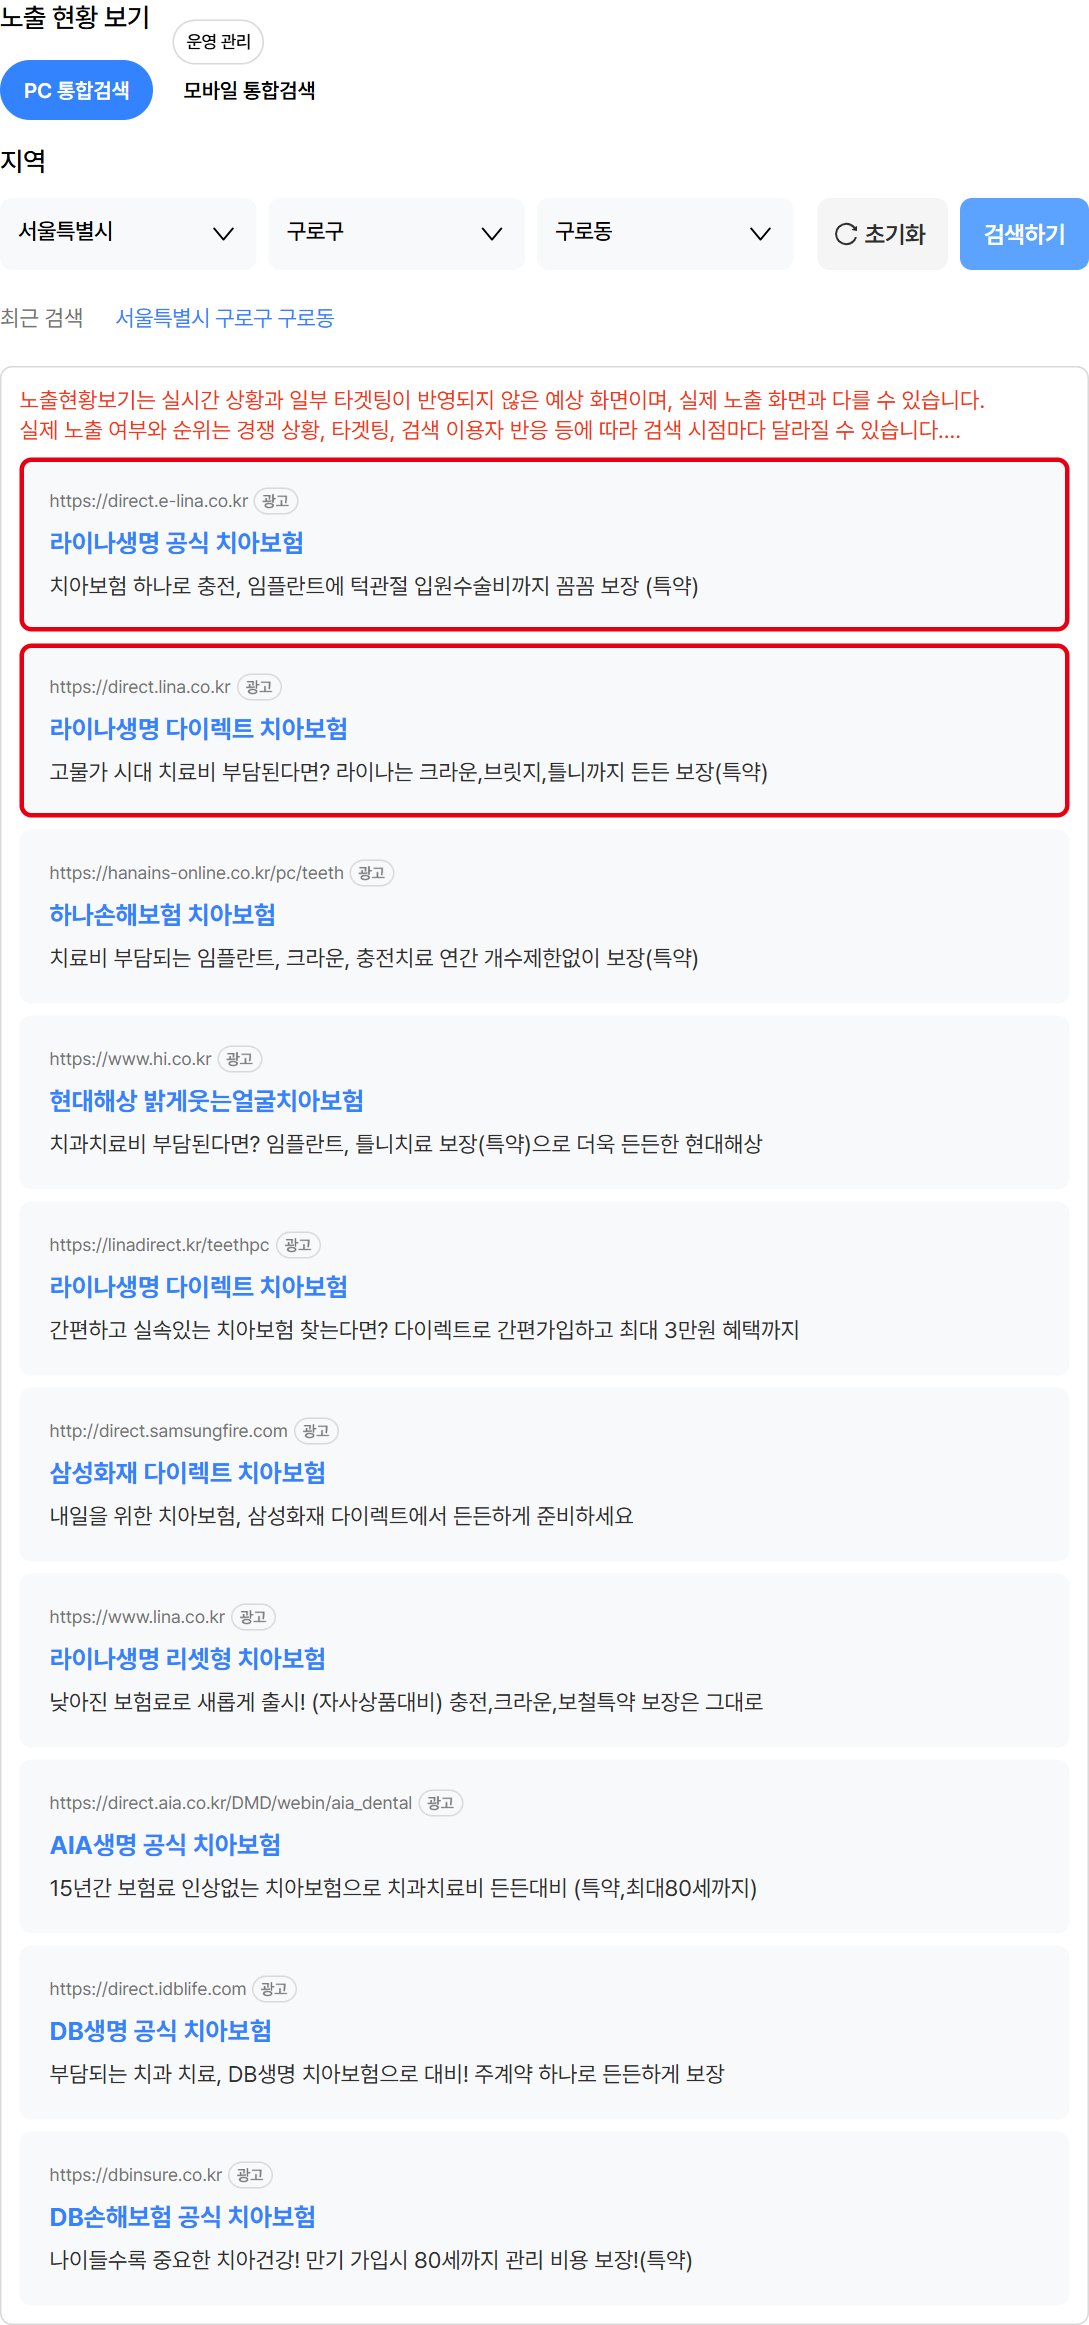 노출 현황 보기
운영 관리
PC 통합검색
모바일 통합검색
지역
서울특별시
구로구
구로동
초기화
검색하기
최근 검색
서울특별시 구로구 구로동
노출현황보기는 실시간 상황과 일부 타겟팅이 반영되지 않은 예상 화면이며, 실제 노출 화면과 다를 수 있습니다.
실제 노출 여부와 순위는 경쟁 상황, 타겟팅, 검색 이용자 반응 등에 따라 검색 시점마다 달라질 수 있습니다....
https://direct.e-lina.co.kr 광고
라이나생명 공식 치아보험
치아보험 하나로 충전, 임플란트에 턱관절 입원수술비까지 꼼꼼 보장 (특약)
https://direct.lina.co.kr 광고
라이나생명 다이렉트 치아보험
고물가 시대 치료비 부담된다면? 라이나는 크라운,브릿지,틀니까지 든든 보장(특약)
https://hanains-online.co.kr/pc/teeth 광고
하나손해보험 치아보험
치료비 부담되는 임플란트, 크라운, 충전치료 연간 개수제한없이 보장(특약)
https://www.hi.co.kr 광고
현대해상 밝게웃는얼굴치아보험
치과치료비 부담된다면? 임플란트, 틀니치료 보장(특약)으로 더욱 든든한 현대해상
https://linadirect.kr/teethpc 광고
라이나생명 다이렉트 치아보험
간편하고 실속있는 치아보험 찾는다면? 다이렉트로 간편가입하고 최대 3만원 혜택까지
http://direct.samsungfire.com 광고
삼성화재 다이렉트 치아보험
내일을 위한 치아보험, 삼성화재 다이렉트에서 든든하게 준비하세요
https://www.lina.co.kr 광고
라이나생명 리셋형 치아보험
낮아진 보험료로 새롭게 출시! (자사상품대비) 충전,크라운,보철특약 보장은 그대로
https://direct.aia.co.kr/DMD/webin/aia_dental 광고
AIA생명 공식 치아보험
15년간 보험료 인상없는 치아보험으로 치과치료비 든든대비 (특약,최대80세까지)
https://direct.idblife.com 광고
DB생명 공식 치아보험
부담되는 치과 치료, DB생명 치아보험으로 대비! 주계약 하나로 든든하게 보장
https://dbinsure.co.kr 광고
DB손해보험 공식 치아보험
나이들수록 중요한 치아건강! 만기 가입시 80세까지 관리 비용 보장!(특약)